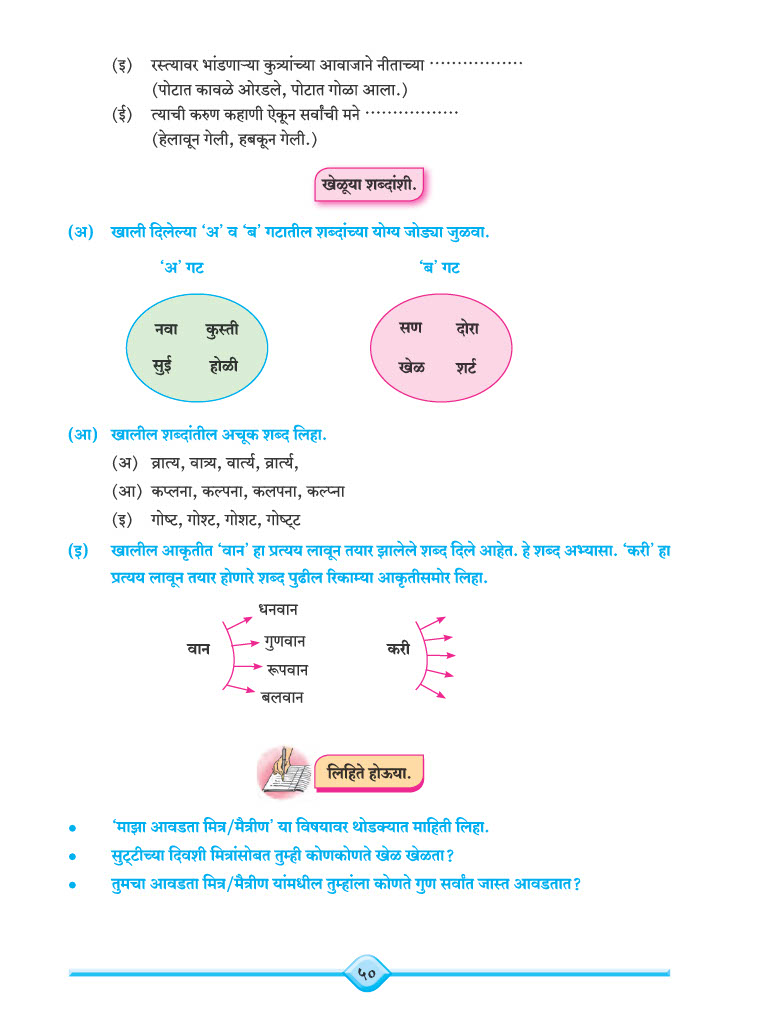 (इ) रस्त्यावर भांडणाऱ्या कुत्र्यांच्या आवाजाने नीताच्या ·················
(पोटात कावळे ओरडले, पोटात गोळा आला.)
(ई) त्याची करुण कहाणी ऐकून सर्वांची मने ·················
(हेलावून गेली, हबकून गेली.)
खेळूया शब्दांशी.
(अ) खाली दिलेल्या ‘अ’ व ‘ब’ गटातील शब्दांच्या योग्य जोड्या जुळवा.
‘अ’ गट ‘ब’ गट
नवा कुस्ती सण दोरा
सुई होळी खेळ शर्ट
(आ) खालील शब्दांतील अचूक शब्द लिहा.
(अ) व्रात्य, वात्र्य, वार्त्य, व्रार्त्य,
(आ) कप्लना, कल्पना, कलपना, कल्प्ना
(इ) गोष्ट, गोश्ट, गोशट, गोष्ट्ट
(इ) खालील आकृतीत ‘वान’ हा प्रत्यय लावून तयार झालेले शब्द दिले आहेत. हे शब्द अभ्यासा. ‘करी’ हा
प्रत्यय लावून तयार होणारे शब्द पुढील रिकाम्या आकृतीसमोर लिहा.
धनवान
गुणवान
वान करी
रूपवान
बलवान
लिहिते होऊया.
• ‘माझा आवडता मित्र/मैत्रीण’ या विषयावर थोडक्यात माहिती लिहा.
• सुट्टीच्या दिवशी मित्रांसोबत तुम्ही कोणकोणते खेळ खेळता?
• तुमचा आवडता मित्र/मैत्रीण यांमधील तुम्हांला कोणते गुण सर्वांत जास्त आवडतात?
५०